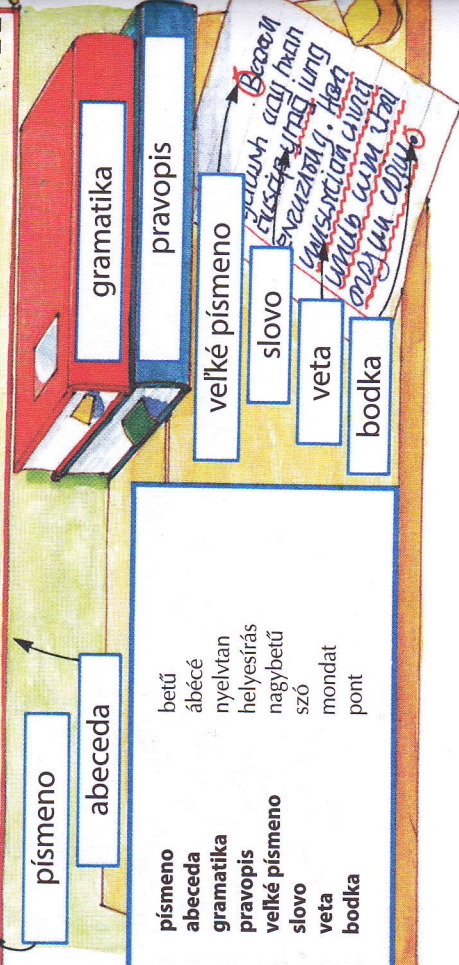 písmeno
abeceda
gramatika
pravopis
veľké písmeno
slovo
veta
bodka
písmeno betű
abeceda ábécé
gramatika nyelvtan
pravopis helyesírás
veľké písmeno nagybetű
slovo szó
veta mondat
bodka pont